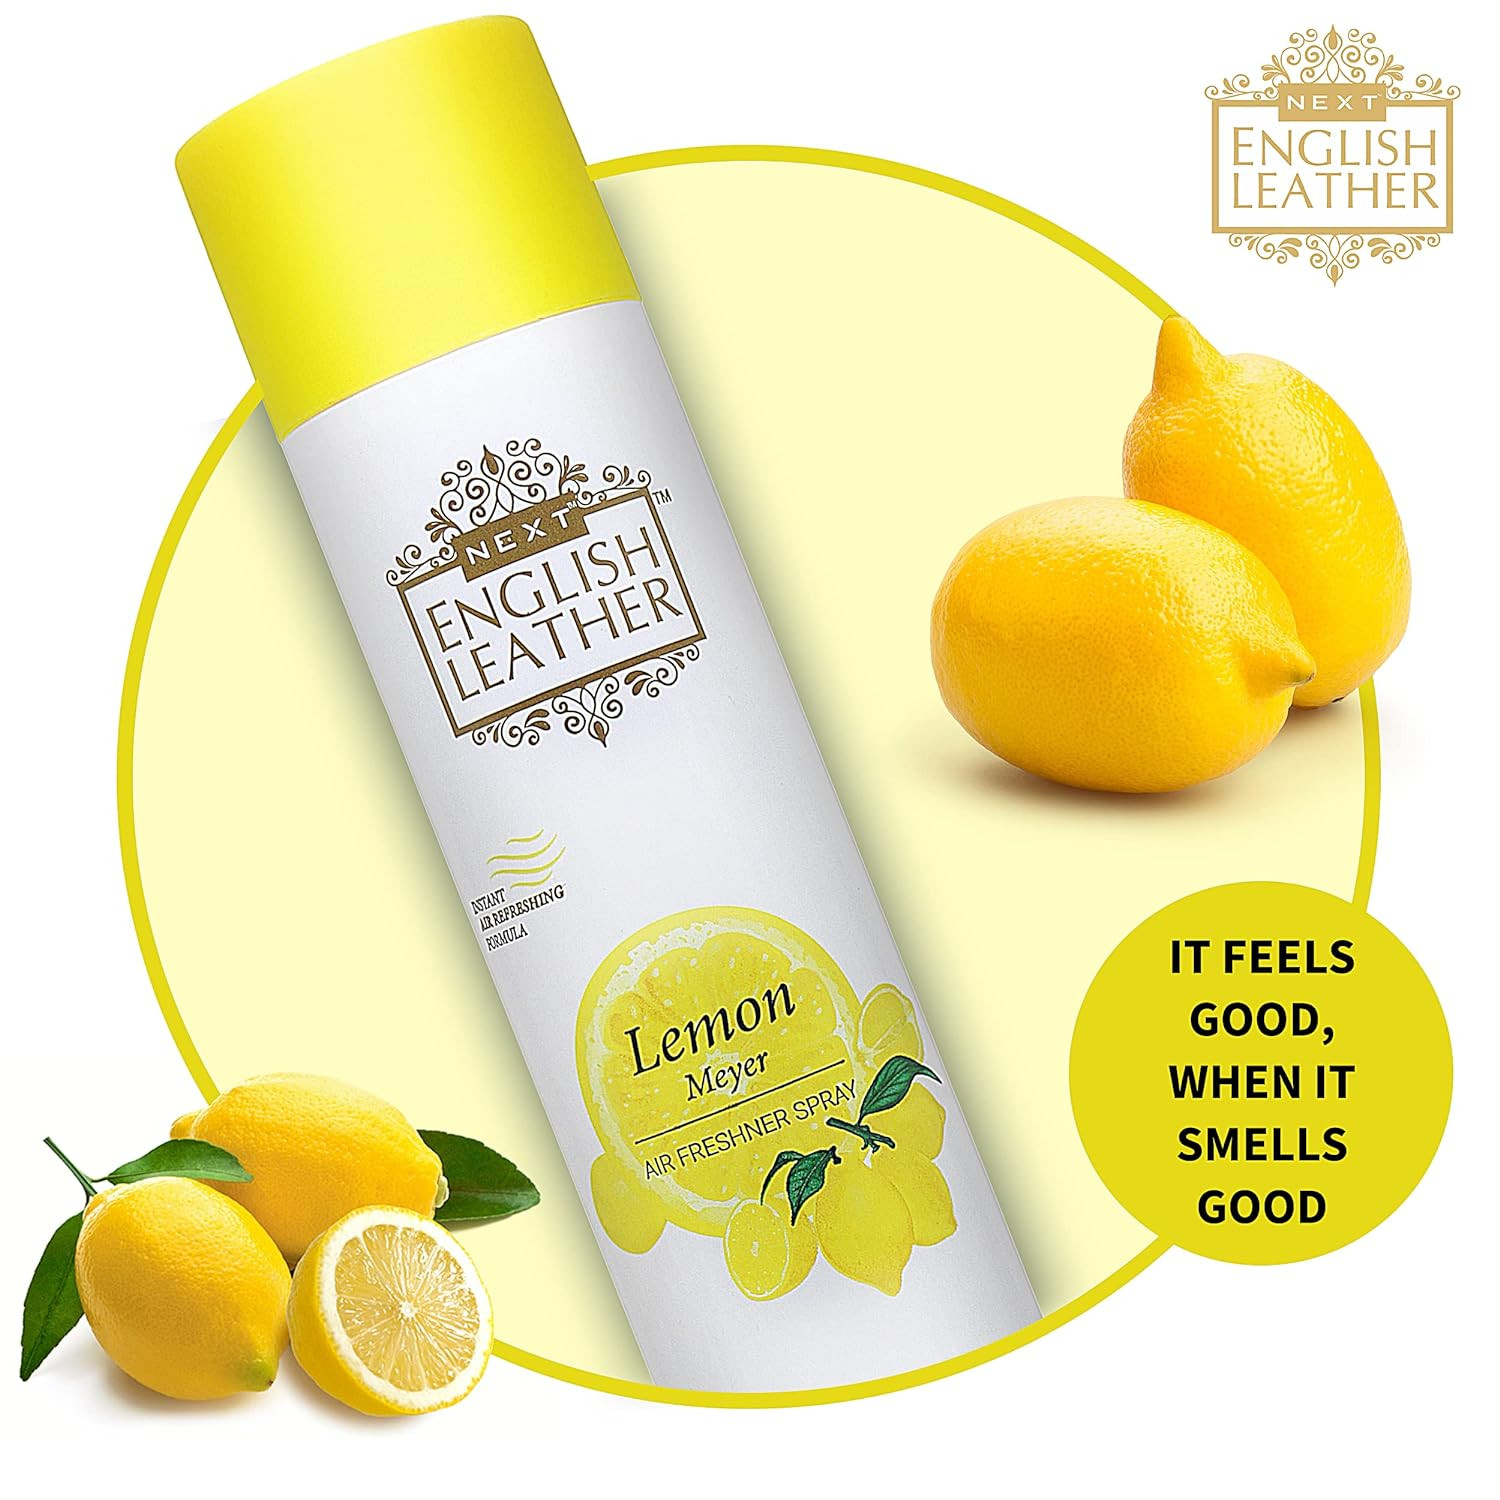 NEXT
ENGLISH
LEATHER
NEXT™
ENGLISH
LEATHER
TM
INSTANT
AIR REFRESHING
FORMULA
Lemon
Meyer
AIR FRESHNER SPRAY
IT FEELS
GOOD,
WHEN IT
SMELLS
GOOD